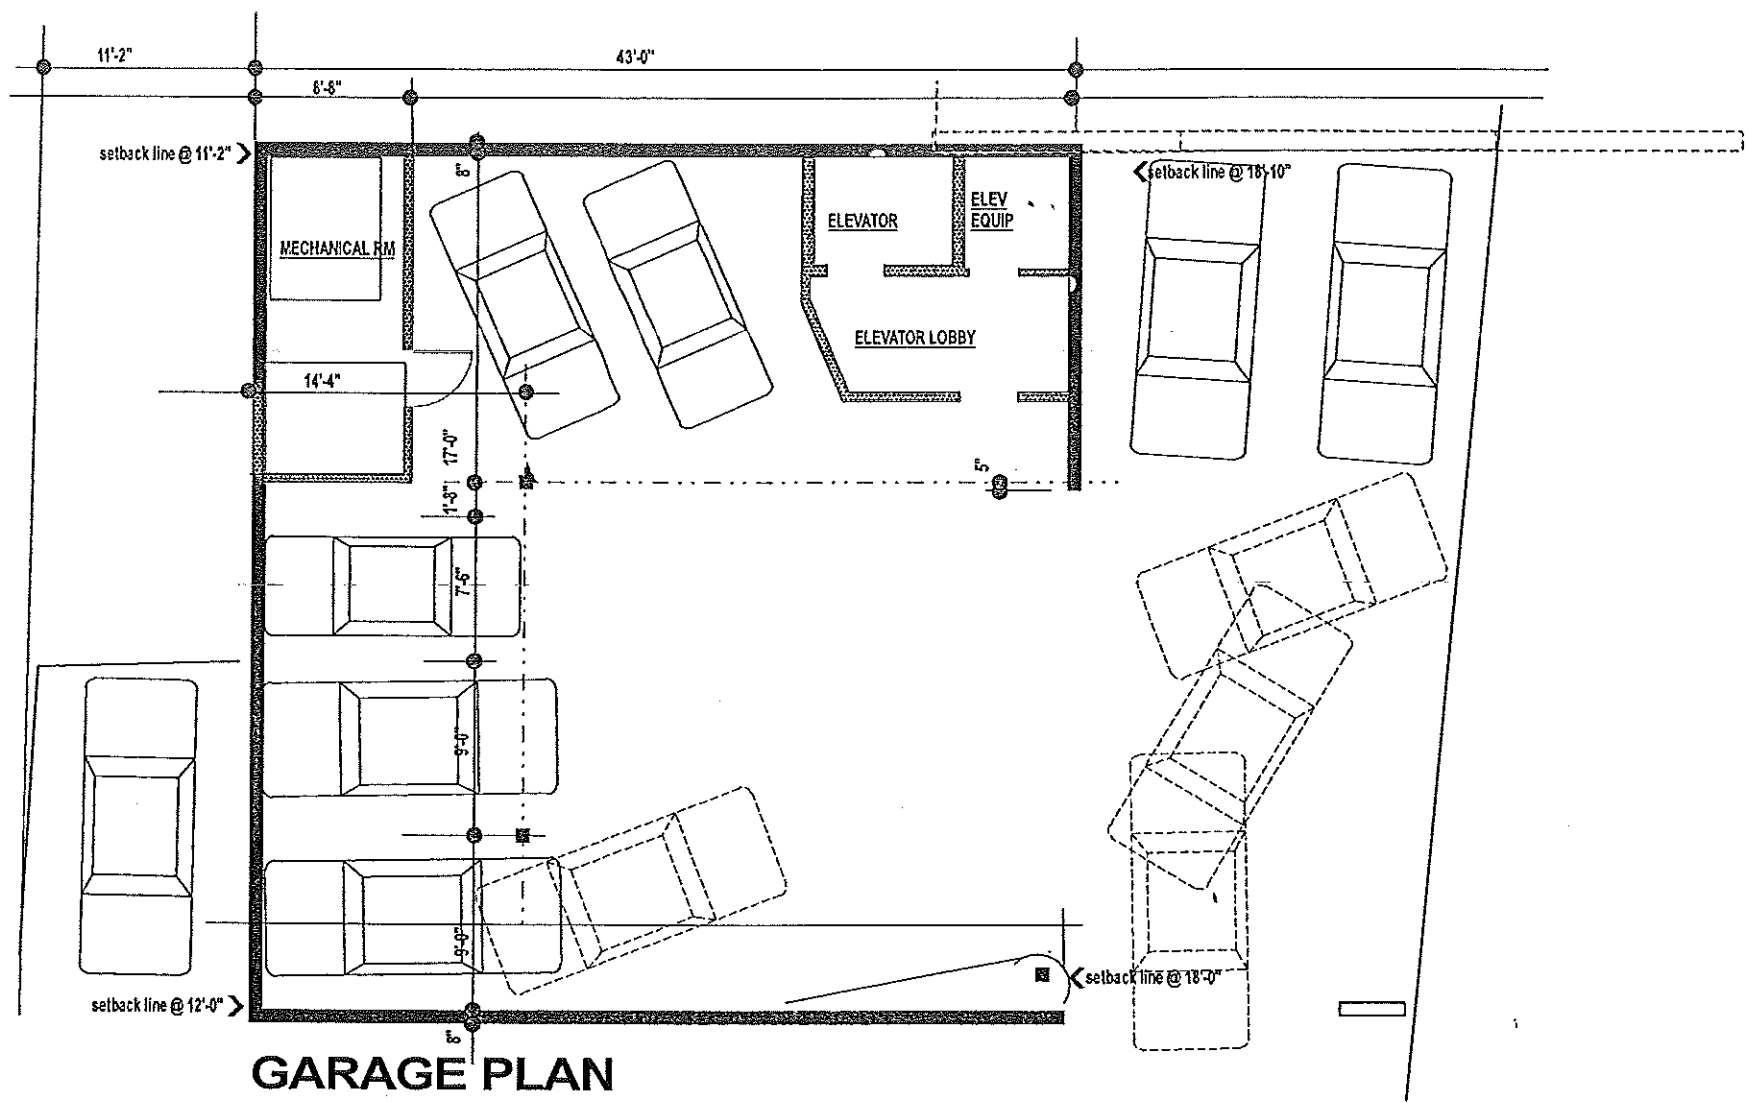 11'-2"
43'-0"
8'-8"
setback line @ 11'-2"
8"
setback line @ 18'-10"
ELEVATOR
ELEV
EQUIP
MECHANICAL RM
ELEVATOR LOBBY
14'-4"
17'-0"
5"
1'-8"
7'-6"
9'-0"
9'-0"
setback line @ 18'-0"
setback line @ 12'-0"
8"
GARAGE PLAN